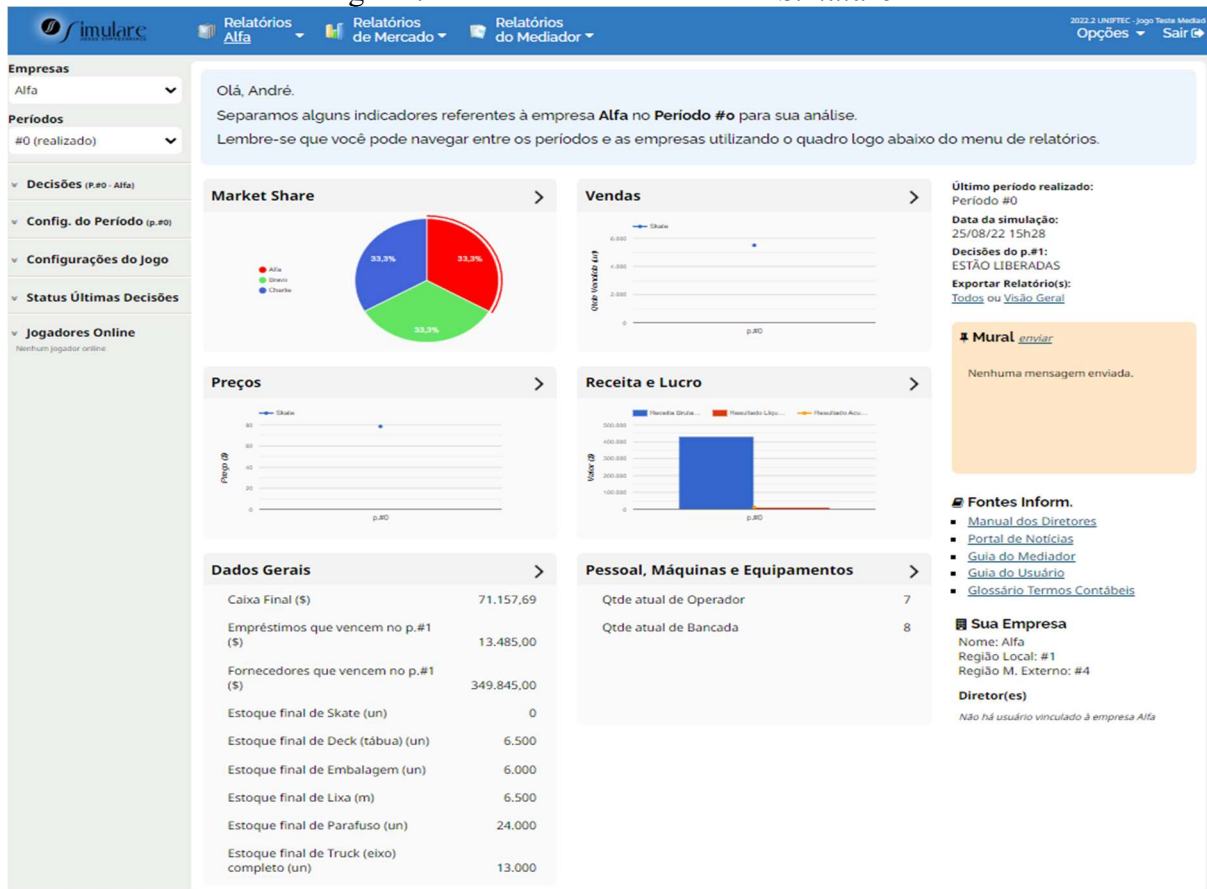 Simulare
Relatórios
Alfa
Relatórios
de Mercado
Relatórios
do Mediador
2022.2 UNIFTEC - Jogo Teste Mediad
Opções
Sair
Empresas
Alfa
Períodos
#0 (realizado)
Decisões (P.#0 - Alfa)
Config. do Período (p.#0)
Configurações do Jogo
Status Últimas Decisões
Jogadores Online
Nenhum jogador online
Olá, André.
Separamos alguns indicadores referentes à empresa Alfa no Período #0 para sua análise.
Lembre-se que você pode navegar entre os períodos e as empresas utilizando o quadro logo abaixo do menu de relatórios.
Market Share
Alfa
Bravo
Charlie
33,3%
33,3%
33,3%
Vendas
Skate
Qtde Vendida (un)
6.000
4.000
2.000
0
p.#0
Preços
Skate
Preço ($)
80
60
40
20
0
p.#0
Receita e Lucro
Receita Bruta...
Resultado Líqu...
Resultado Acu...
Valor ($)
500.000
400.000
300.000
200.000
100.000
0
p.#0
Dados Gerais
Caixa Final ($) 71.157,69
Empréstimos que vencem no p.#1
($) 13.485,00
Fornecedores que vencem no p.#1
($) 349.845,00
Estoque final de Skate (un) 0
Estoque final de Deck (tábua) (un) 6.500
Estoque final de Embalagem (un) 6.000
Estoque final de Lixa (m) 6.500
Estoque final de Parafuso (un) 24.000
Estoque final de Truck (eixo)
completo (un) 13.000
Pessoal, Máquinas e Equipamentos
Qtde atual de Operador 7
Qtde atual de Bancada 8
Último período realizado:
Período #0
Data da simulação:
25/08/22 15h28
Decisões do p.#1:
ESTÃO LIBERADAS
Exportar Relatório(s):
Todos ou Visão Geral
Mural enviar
Nenhuma mensagem enviada.
Fontes Inform.
Manual dos Diretores
Portal de Notícias
Guia do Mediador
Guia do Usuário
Glossário Termos Contábeis
Sua Empresa
Nome: Alfa
Região Local: #1
Região M. Externo: #4
Diretor(es)
Não há usuário vinculado à empresa Alfa